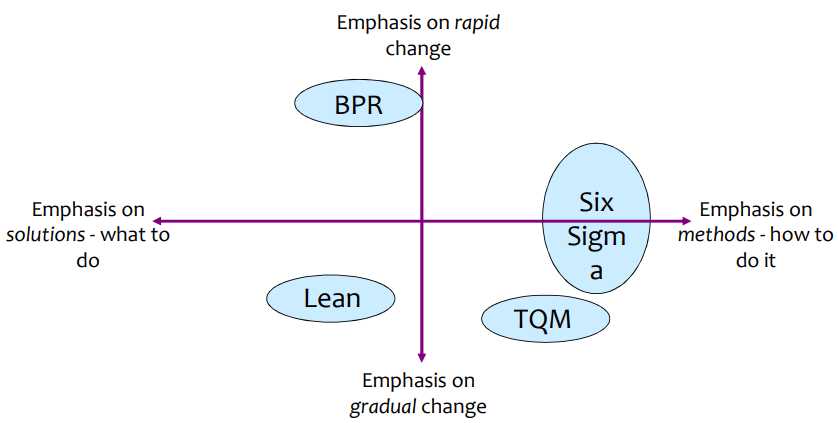 Emphasis on rapid
change
BPR
Six
Sigm
a
Emphasis on
solutions - what to
do
Emphasis on
methods - how to
do it
Lean
TQM
Emphasis on
gradual change